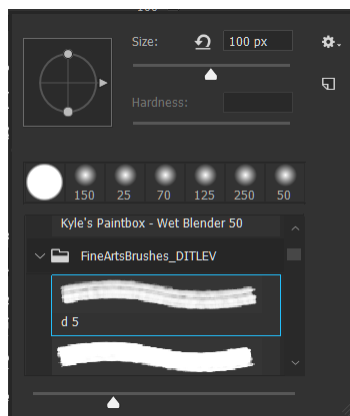 Size:
100 px
Hardness:
150 25 70 125 250 50
Kyle's Paintbox - Wet Blender 50
FineArtsBrushes_DITLEV
d 5